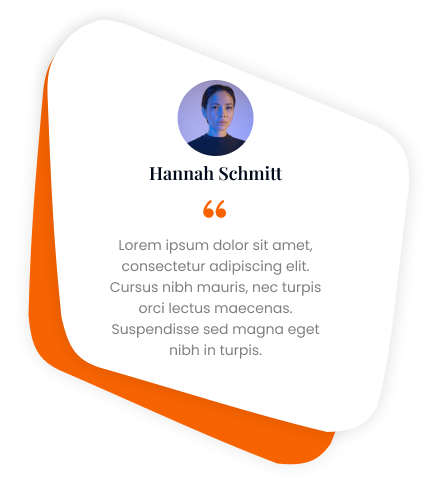 Hannah Schmitt
“
Lorem ipsum dolor sit amet,
consectetur adipiscing elit.
Cursus nibh mauris, nec turpis
orci lectus maecenas.
Suspendisse sed magna eget
nibh in turpis.